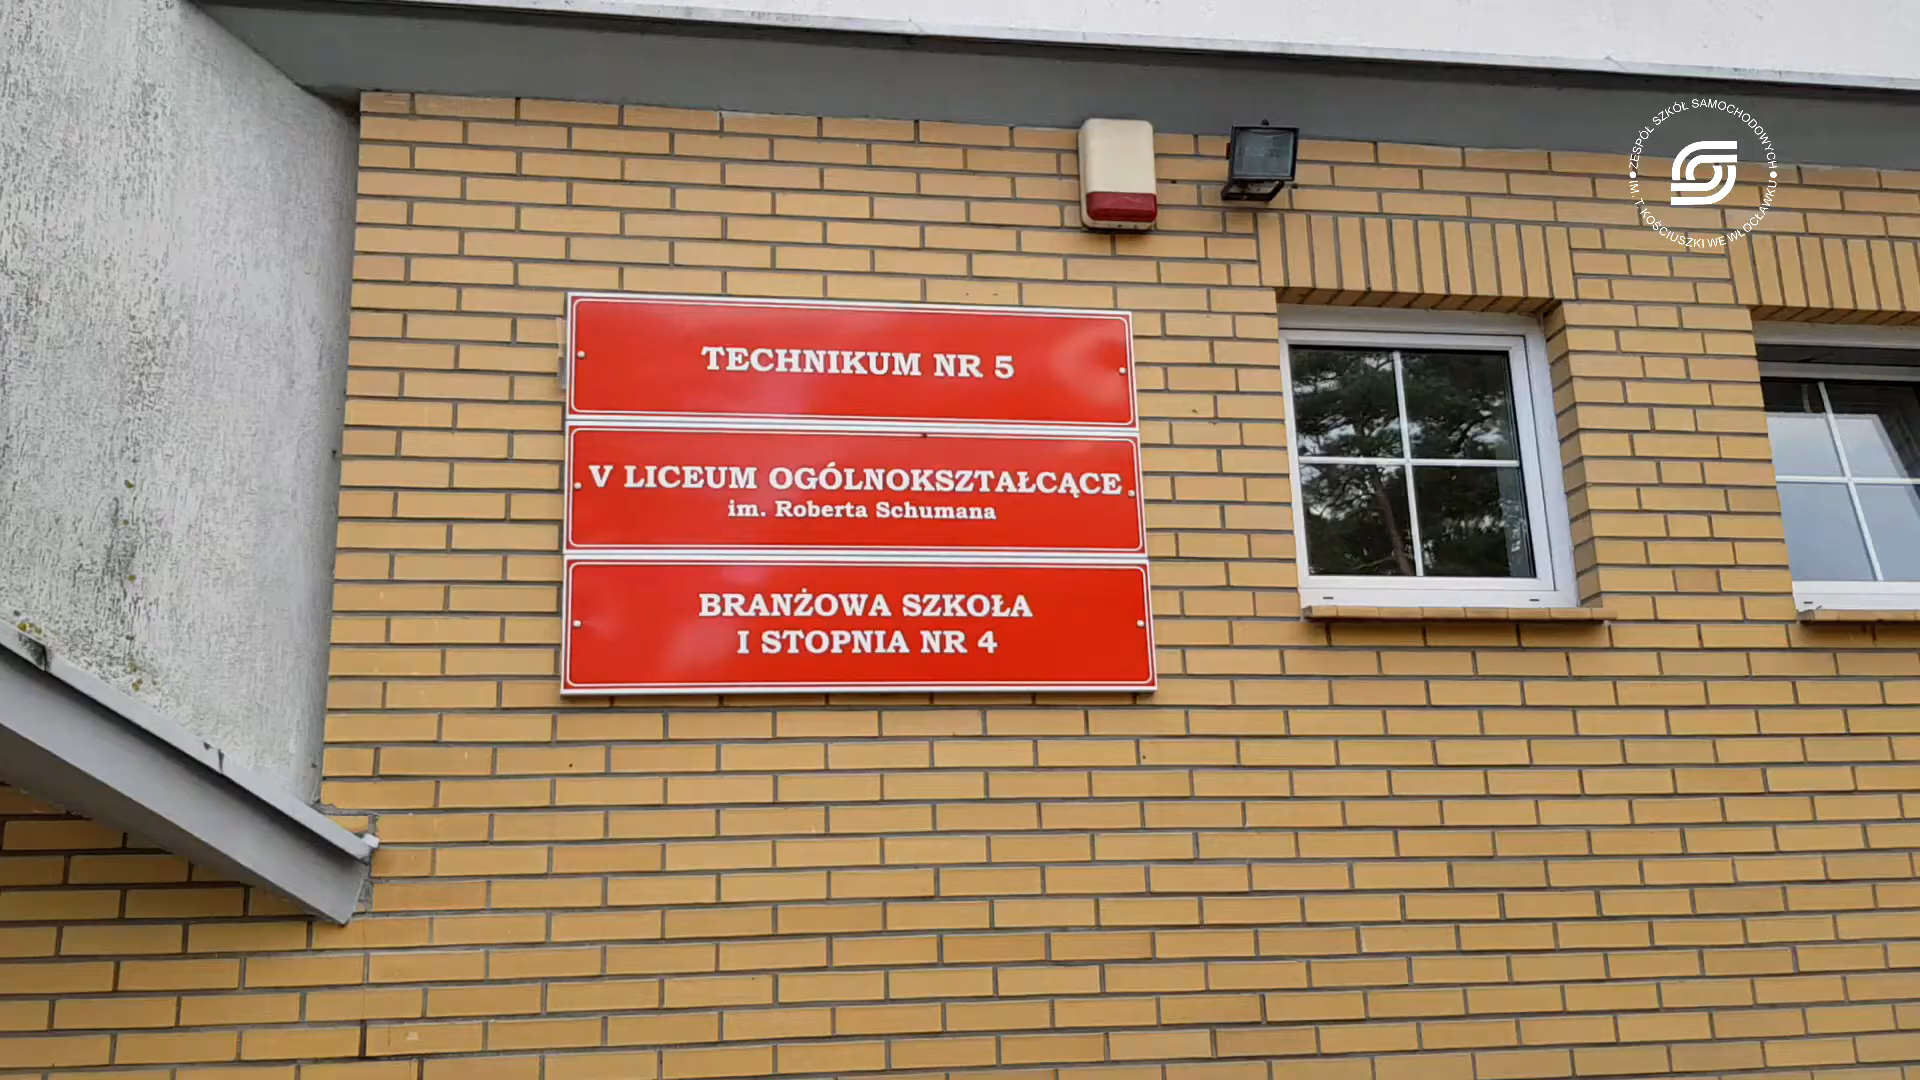 ZESPÓŁ SZKÓŁ SAMOCHODOWYCH
IM. T. KOŚCIUSZKI WE WŁOCŁAWKU
TECHNIKUM NR 5
V LICEUM OGÓLNOKSZTAŁCĄCE
im. Roberta Schumana
BRANŻOWA SZKOŁA
I STOPNIA NR 4